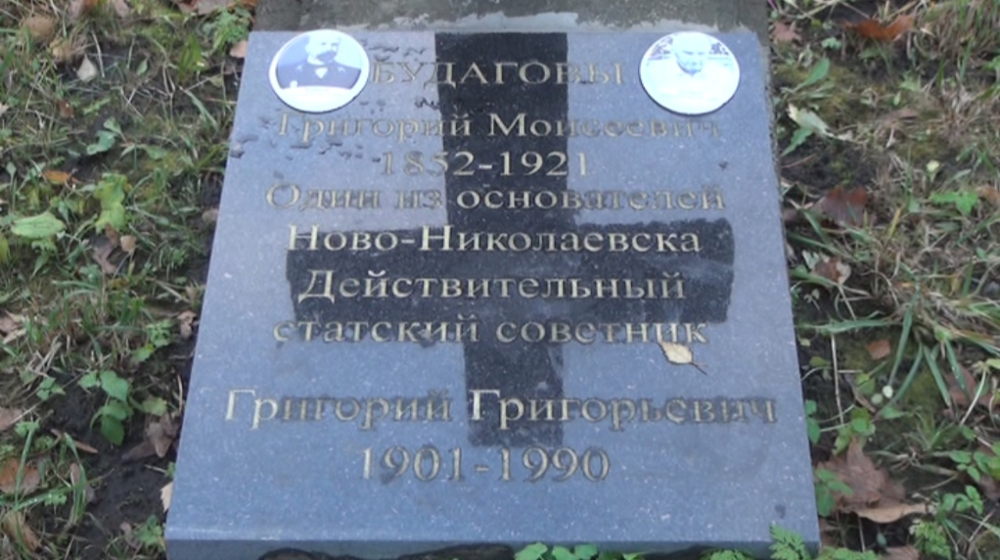 БУДАГОВЫ
Григорий Моисеевич
1852-1921
Один из основателей
Ново-Николаевска
Действительный
статский советник
Григорий Григорьевич
1901-1990